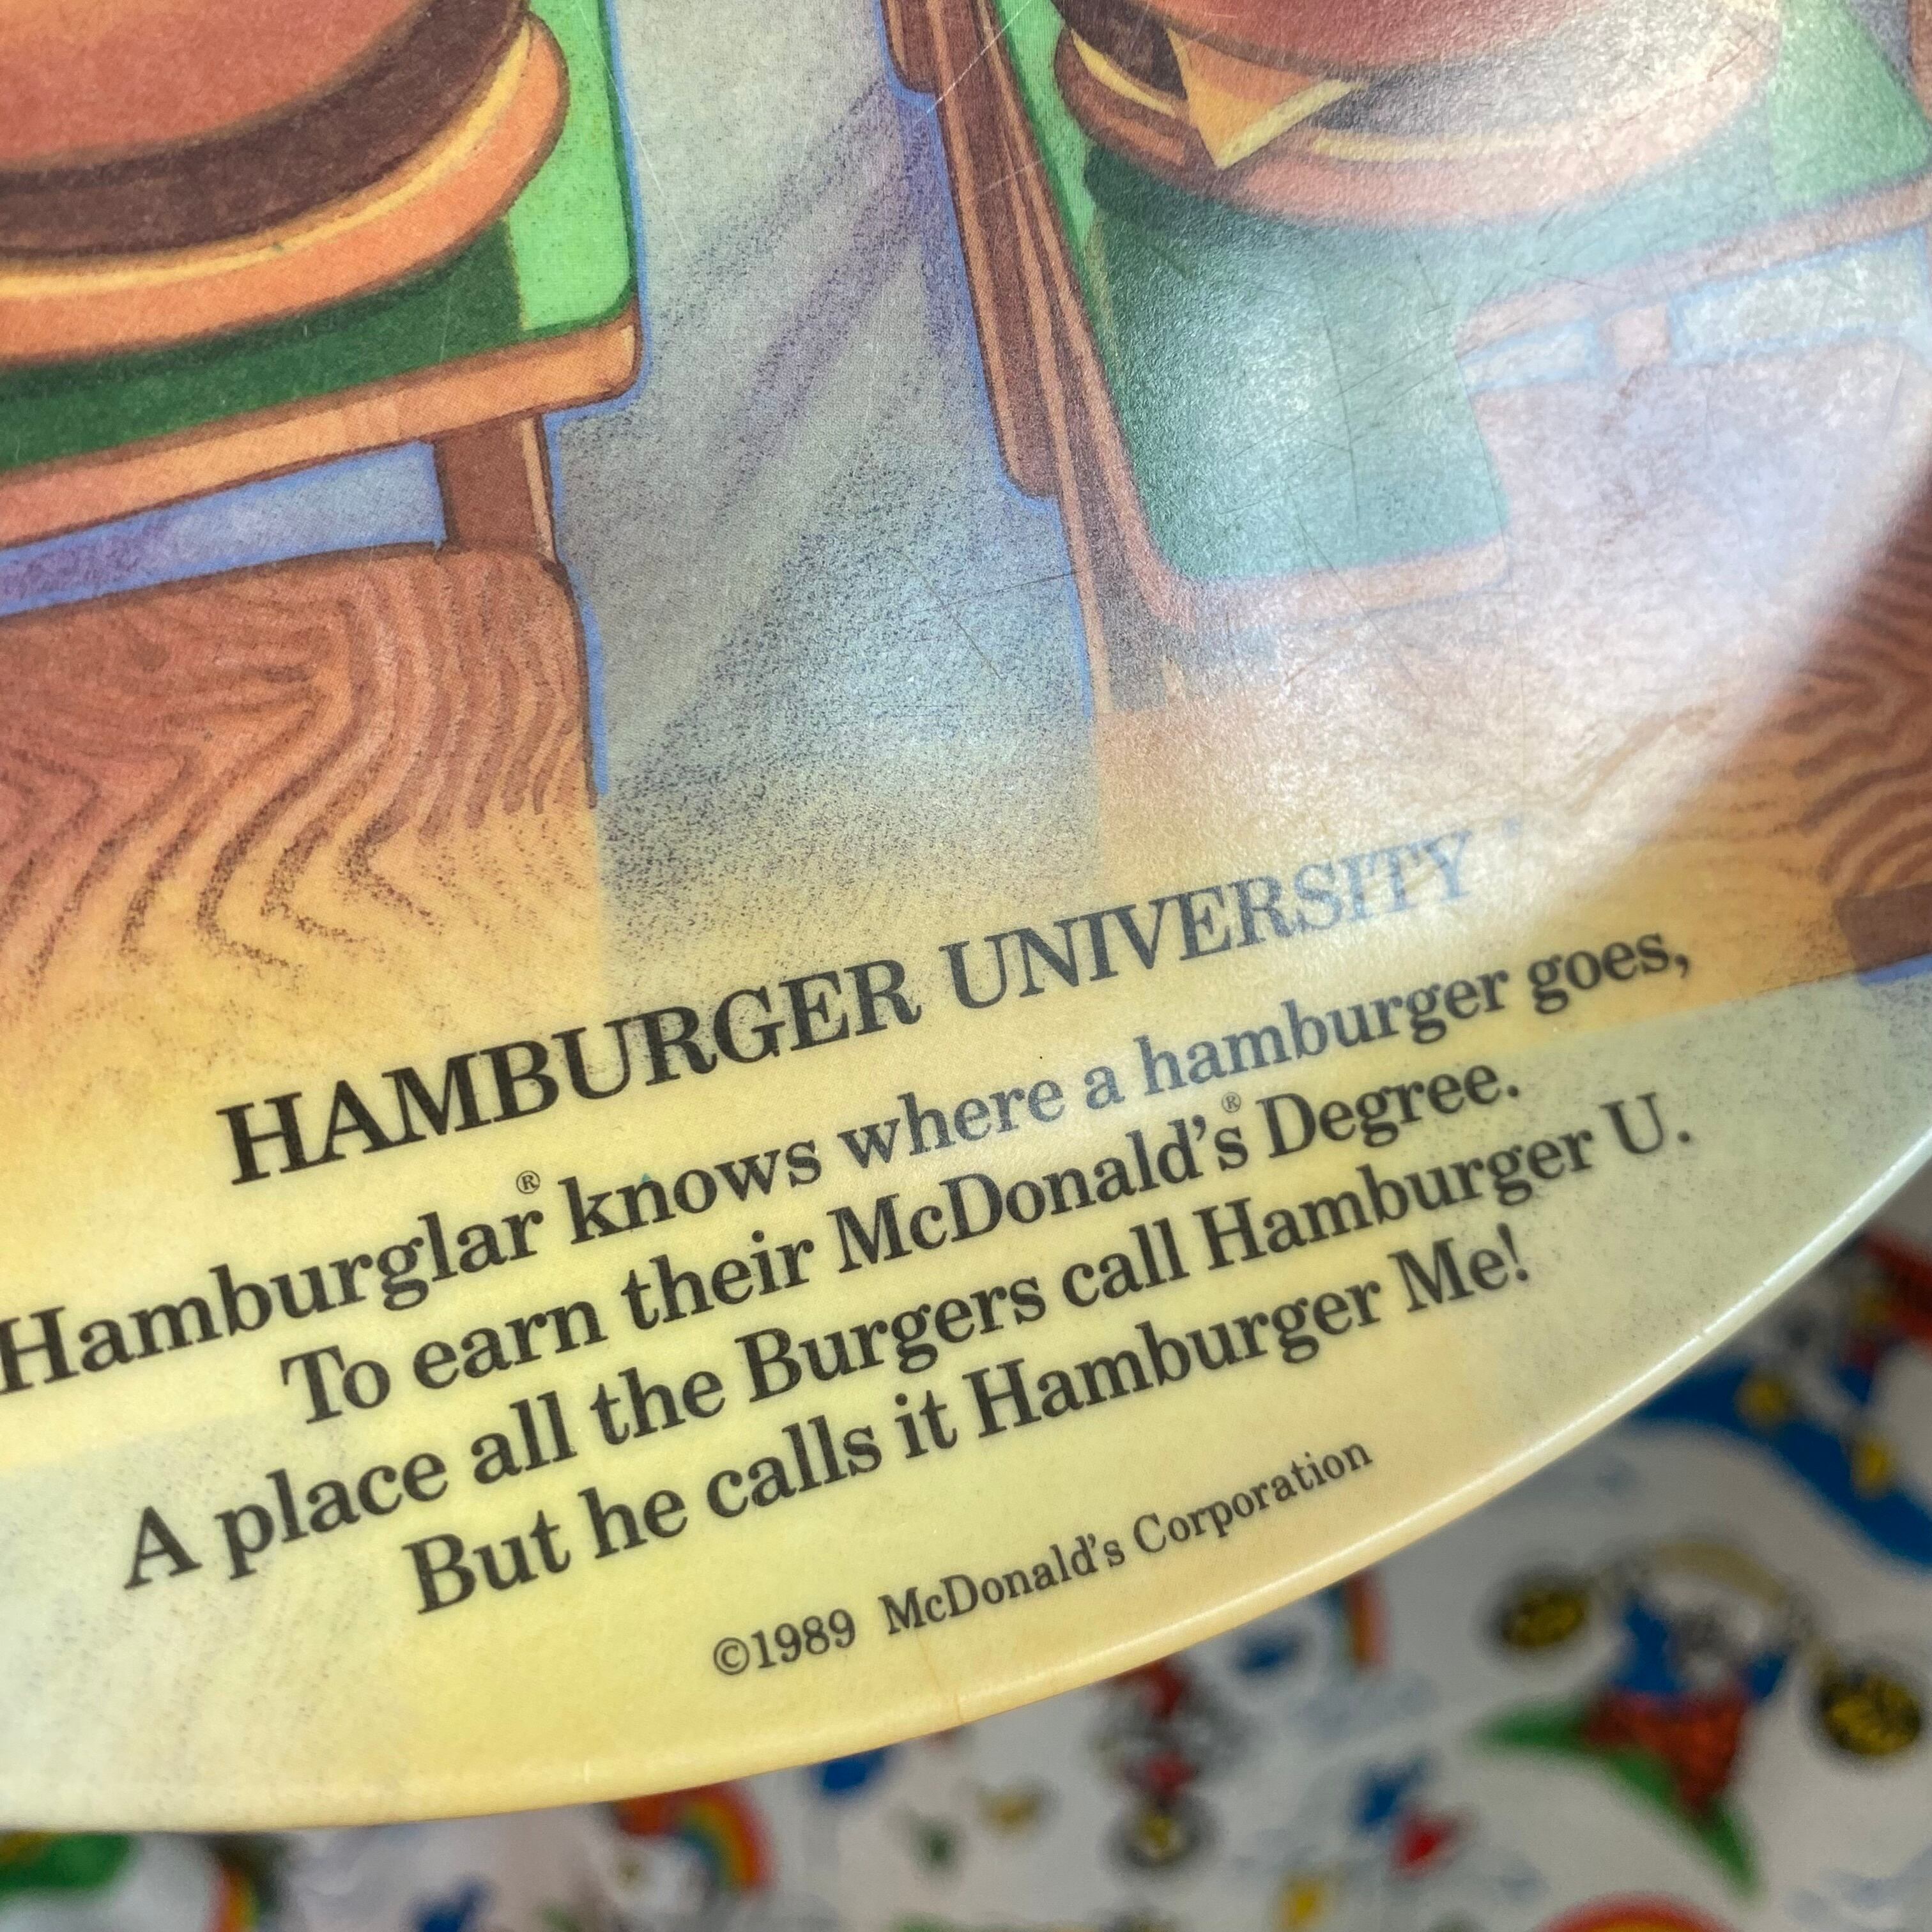 HAMBURGER UNIVERSITY
Hamburglar® knows where a hamburger goes,
To earn their McDonald's® Degree.
A place all the Burgers call Hamburger U.
But he calls it Hamburger Me!
©1989 McDonald's Corporation